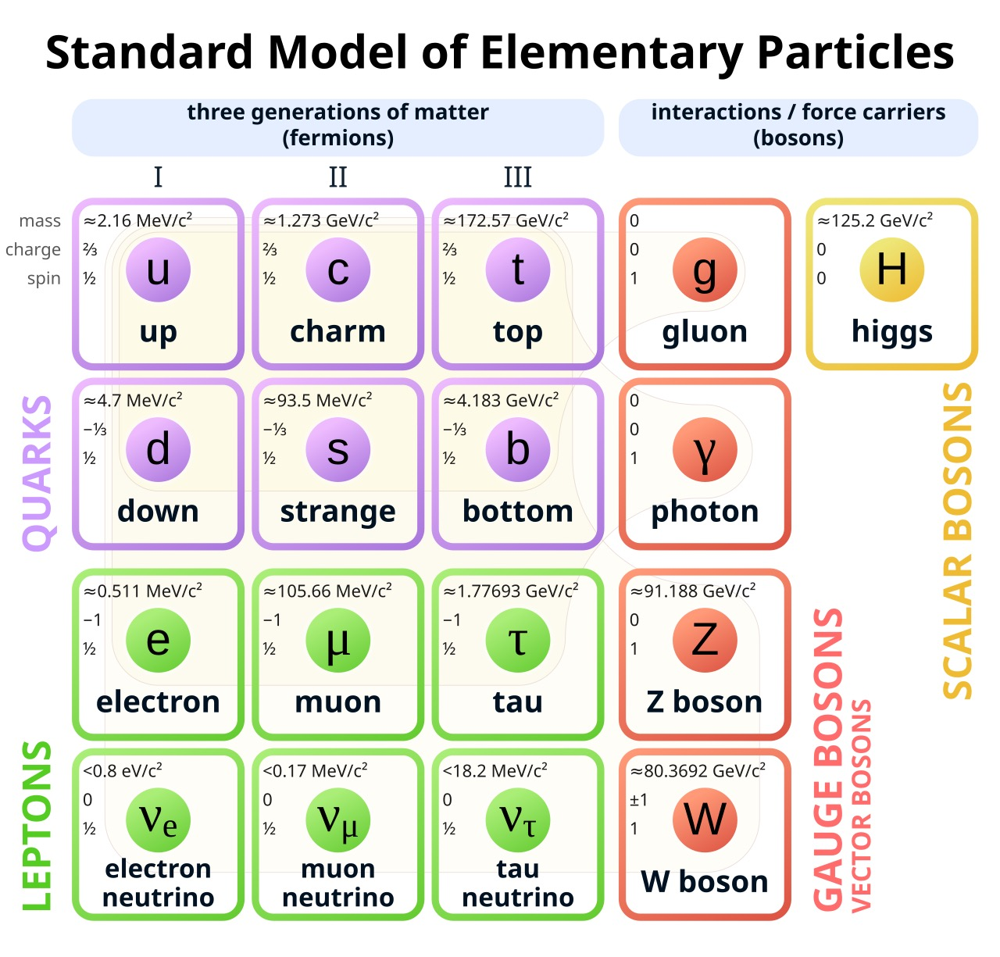 Standard Model of Elementary Particles
three generations of matter
(fermions)
interactions / force carriers
(bosons)
I
II
III
mass
charge
spin
≈2.16 MeV/c²
⅔
½
u
up
≈1.273 GeV/c²
⅔
½
c
charm
≈172.57 GeV/c²
⅔
½
t
top
0
0
1
g
gluon
≈125.2 GeV/c²
0
0
H
higgs
QUARKS
≈4.7 MeV/c²
−⅓
½
d
down
≈93.5 MeV/c²
−⅓
½
s
strange
≈4.183 GeV/c²
−⅓
½
b
bottom
0
0
1
γ
photon
SCALAR BOSONS
LEPTONS
≈0.511 MeV/c²
−1
½
e
electron
≈105.66 MeV/c²
−1
½
μ
muon
≈1.77693 GeV/c²
−1
½
τ
tau
≈91.188 GeV/c²
0
1
Z
Z boson
<0.8 eV/c²
0
½
νe
electron
neutrino
<0.17 MeV/c²
0
½
νμ
muon
neutrino
<18.2 MeV/c²
0
½
ντ
tau
neutrino
≈80.3692 GeV/c²
±1
1
W
W boson
GAUGE BOSONS
VECTOR BOSONS